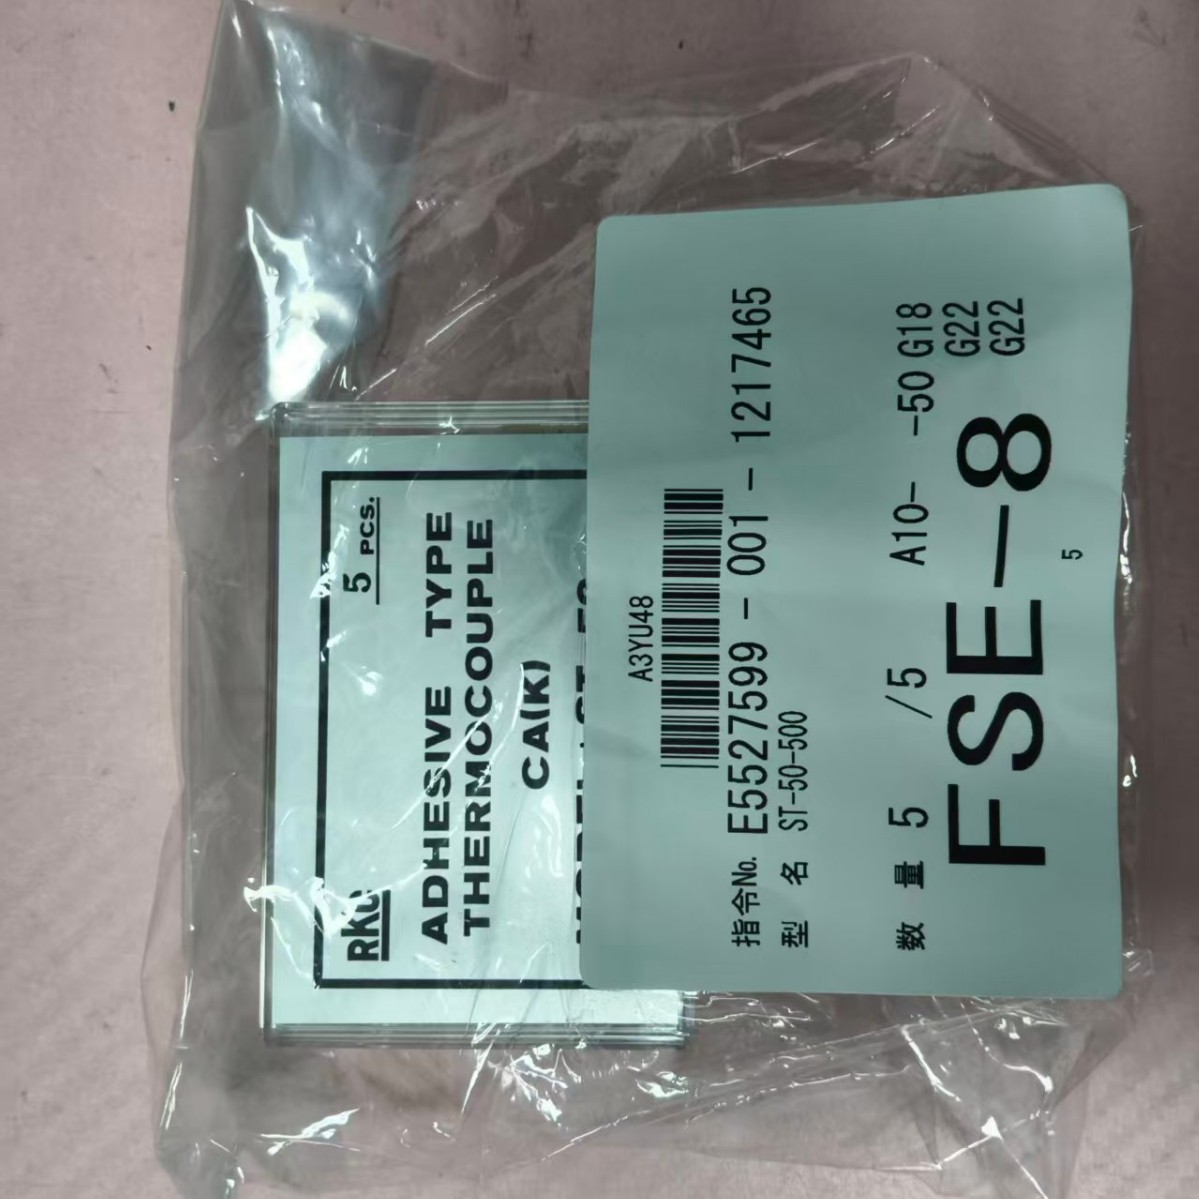 5 PCS.
RKC
ADHESIVE TYPE
THERMOCOUPLE
CA(K)
A3YU48
指令No. E5527599-001-1217465
型 名 ST-50-500
数 量 5 /5 A10- -50 G18
G22
G22
FSE-8
5